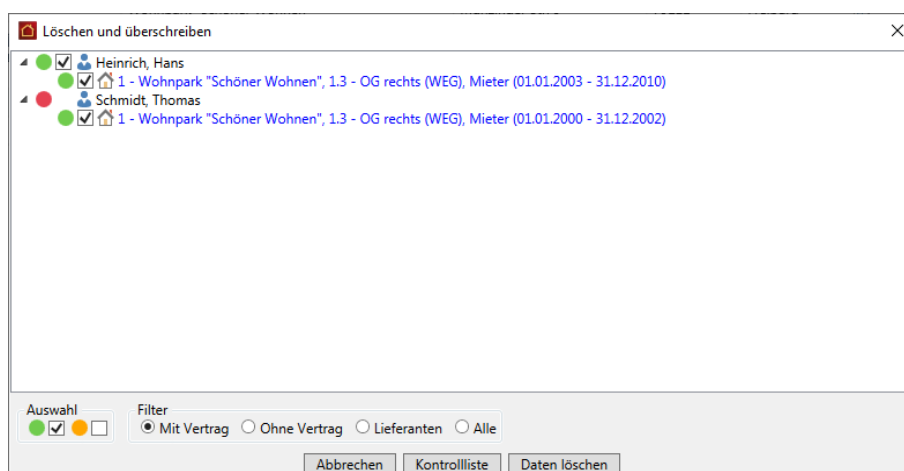 Löschen und überschreiben
Heinrich, Hans
1 - Wohnpark "Schöner Wohnen", 1.3 - OG rechts (WEG), Mieter (01.01.2003 - 31.12.2010)
Schmidt, Thomas
1 - Wohnpark "Schöner Wohnen", 1.3 - OG rechts (WEG), Mieter (01.01.2000 - 31.12.2002)
Auswahl
Filter
Mit Vertrag Ohne Vertrag Lieferanten Alle
Abbrechen Kontrollliste Daten löschen